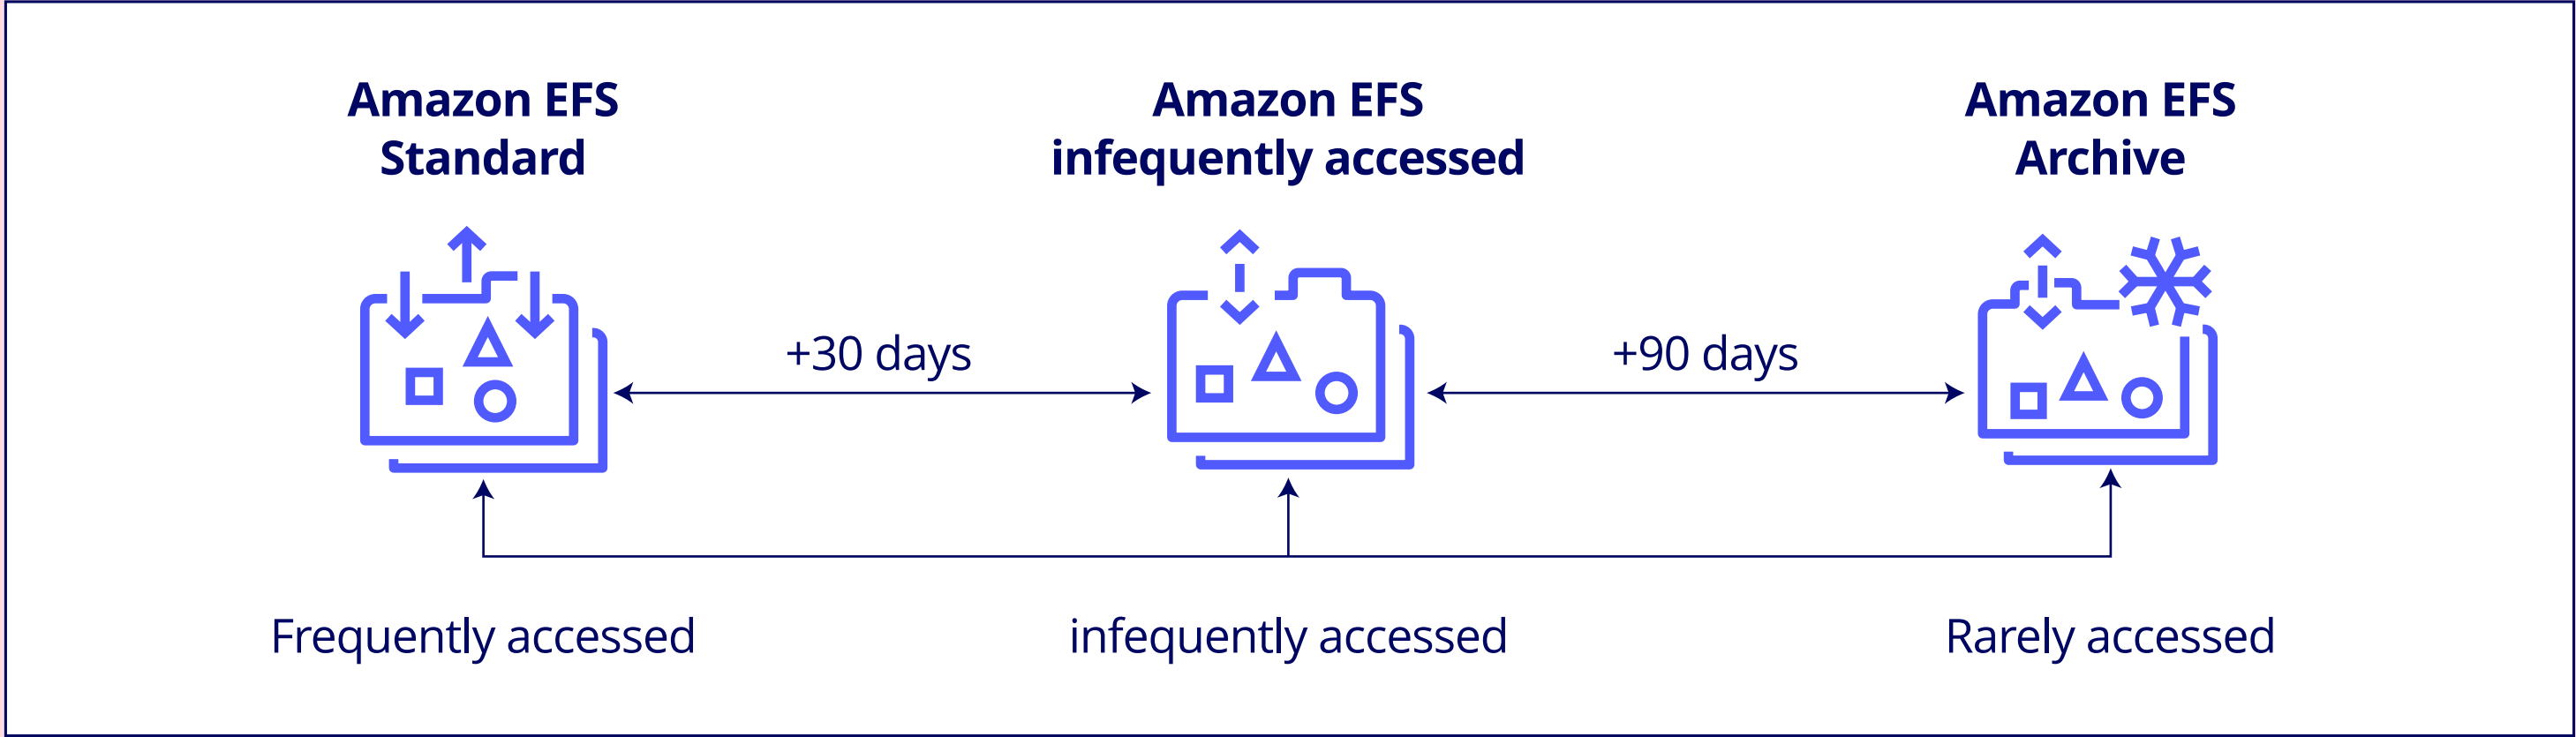 Amazon EFS
Standard
Amazon EFS
infequently accessed
Amazon EFS
Archive
+30 days
+90 days
Frequently accessed
infequently accessed
Rarely accessed